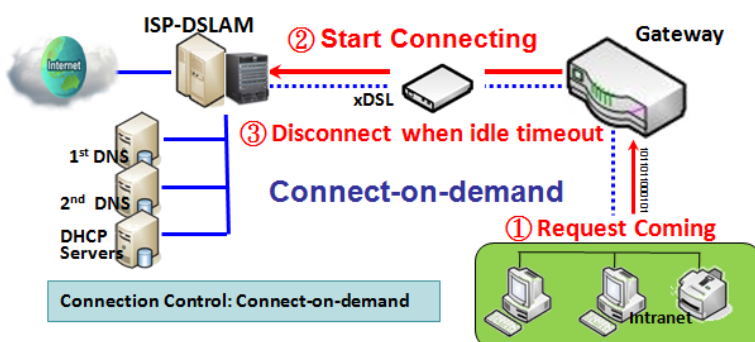 ISP-DSLAM
② Start Connecting
Gateway
Internet
xDSL
③ Disconnect when idle timeout
1st DNS
101101000101
2nd DNS
Connect-on-demand
① Request Coming
DHCP
Servers
Connection Control: Connect-on-demand
Intranet